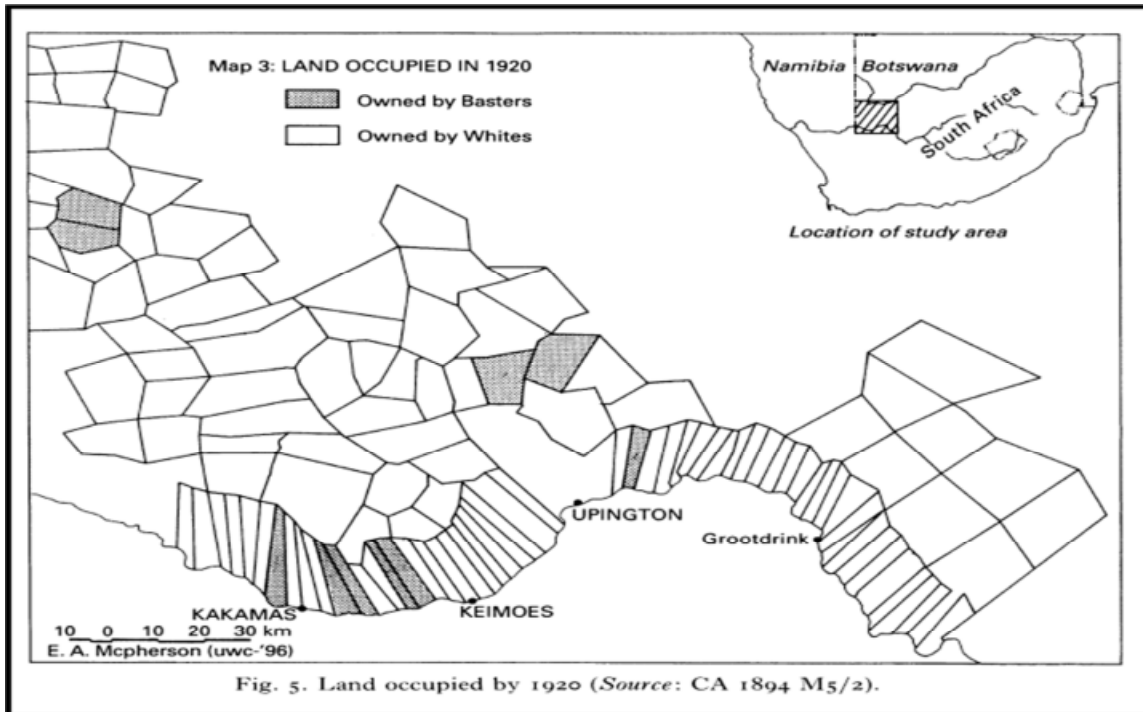 Map 3: LAND OCCUPIED IN 1920
Owned by Basters
Owned by Whites
Namibia
Botswana
South Africa
Location of study area
UPINGTON
Grootdrink
KAKAMAS
KEIMOES
10 0 10 20 30 km
E. A. Mcpherson (uwc-'96)
Fig. 5. Land occupied by 1920 (Source: CA 1894 M5/2).